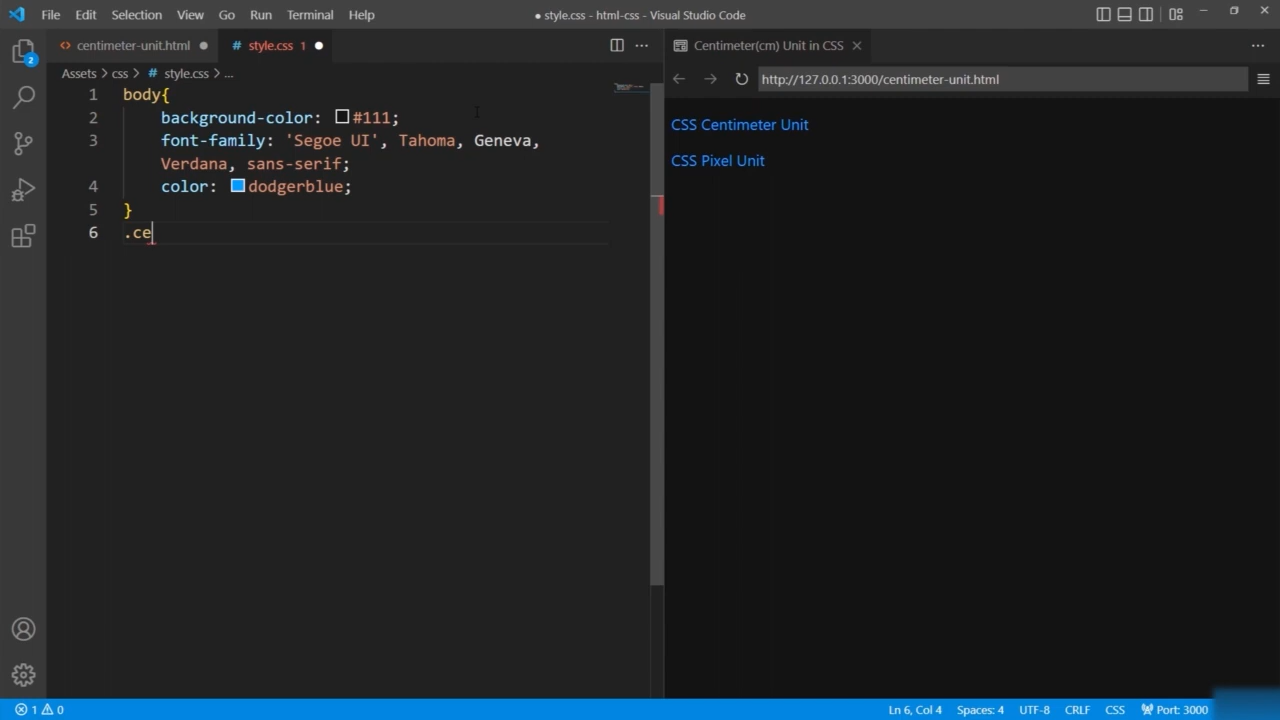 File Edit Selection View Go Run Terminal Help
● style.css - html-css - Visual Studio Code
centimeter-unit.html ●
# style.css 1 ●
Centimeter(cm) Unit in CSS
Assets > css > # style.css > ...
http://127.0.0.1:3000/centimeter-unit.html
2
1 body{
2 background-color: #111;
3 font-family: 'Segoe UI', Tahoma, Geneva,
Verdana, sans-serif;
4 color: dodgerblue;
5 }
6 .ce
CSS Centimeter Unit
CSS Pixel Unit
1 0
Ln 6, Col 4 Spaces: 4 UTF-8 CRLF CSS Port: 3000